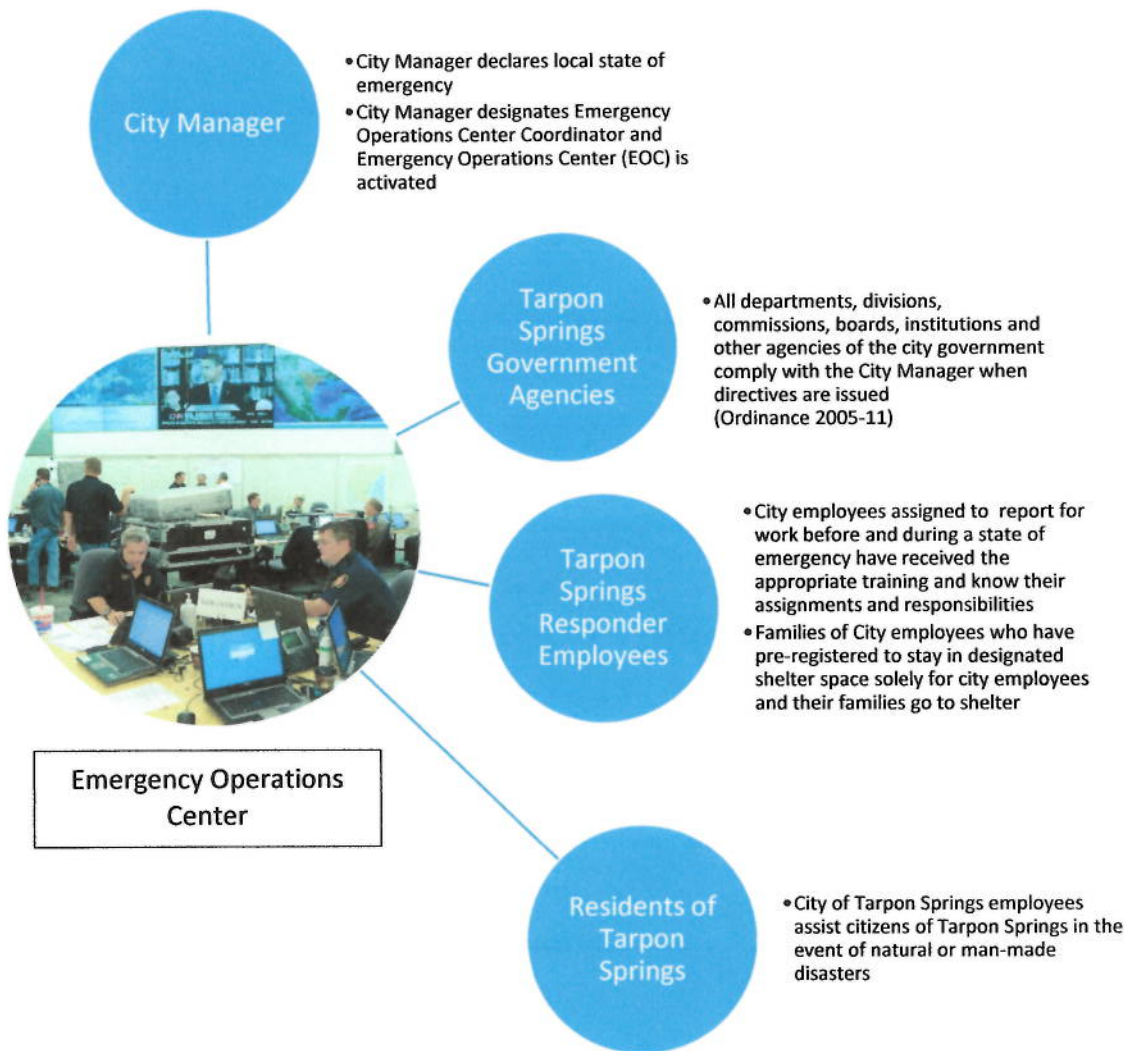 City Manager
• City Manager declares local state of
emergency
• City Manager designates Emergency
Operations Center Coordinator and
Emergency Operations Center (EOC) is
activated
Tarpon
Springs
Government
Agencies
• All departments, divisions,
commissions, boards, institutions and
other agencies of the city government
comply with the City Manager when
directives are issued
(Ordinance 2005-11)
Tarpon
Springs
Responder
Employees
• City employees assigned to report for
work before and during a state of
emergency have received the
appropriate training and know their
assignments and responsibilities
• Families of City employees who have
pre-registered to stay in designated
shelter space solely for city employees
and their families go to shelter
Emergency Operations
Center
Residents of
Tarpon
Springs
• City of Tarpon Springs employees
assist citizens of Tarpon Springs in the
event of natural or man-made
disasters